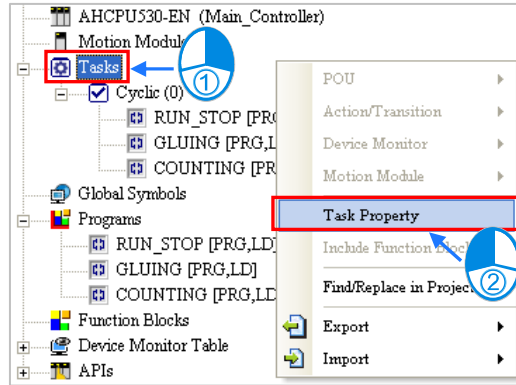 AHCPU530-EN (Main_Controller)
Motion Module
Tasks
①
Cyclic (0)
RUN_STOP [PRG
GLUING [PRG,L
COUNTING [PR
Global Symbols
Programs
RUN_STOP [PRG,LD]
GLUING [PRG,LD]
COUNTING [PRG,LD
Function Blocks
Device Monitor Table
APIs
POU
Action/Transition
Device Monitor
Motion Module
Task Property
Include Function Block
②
Find/Replace in Project
Export
Import